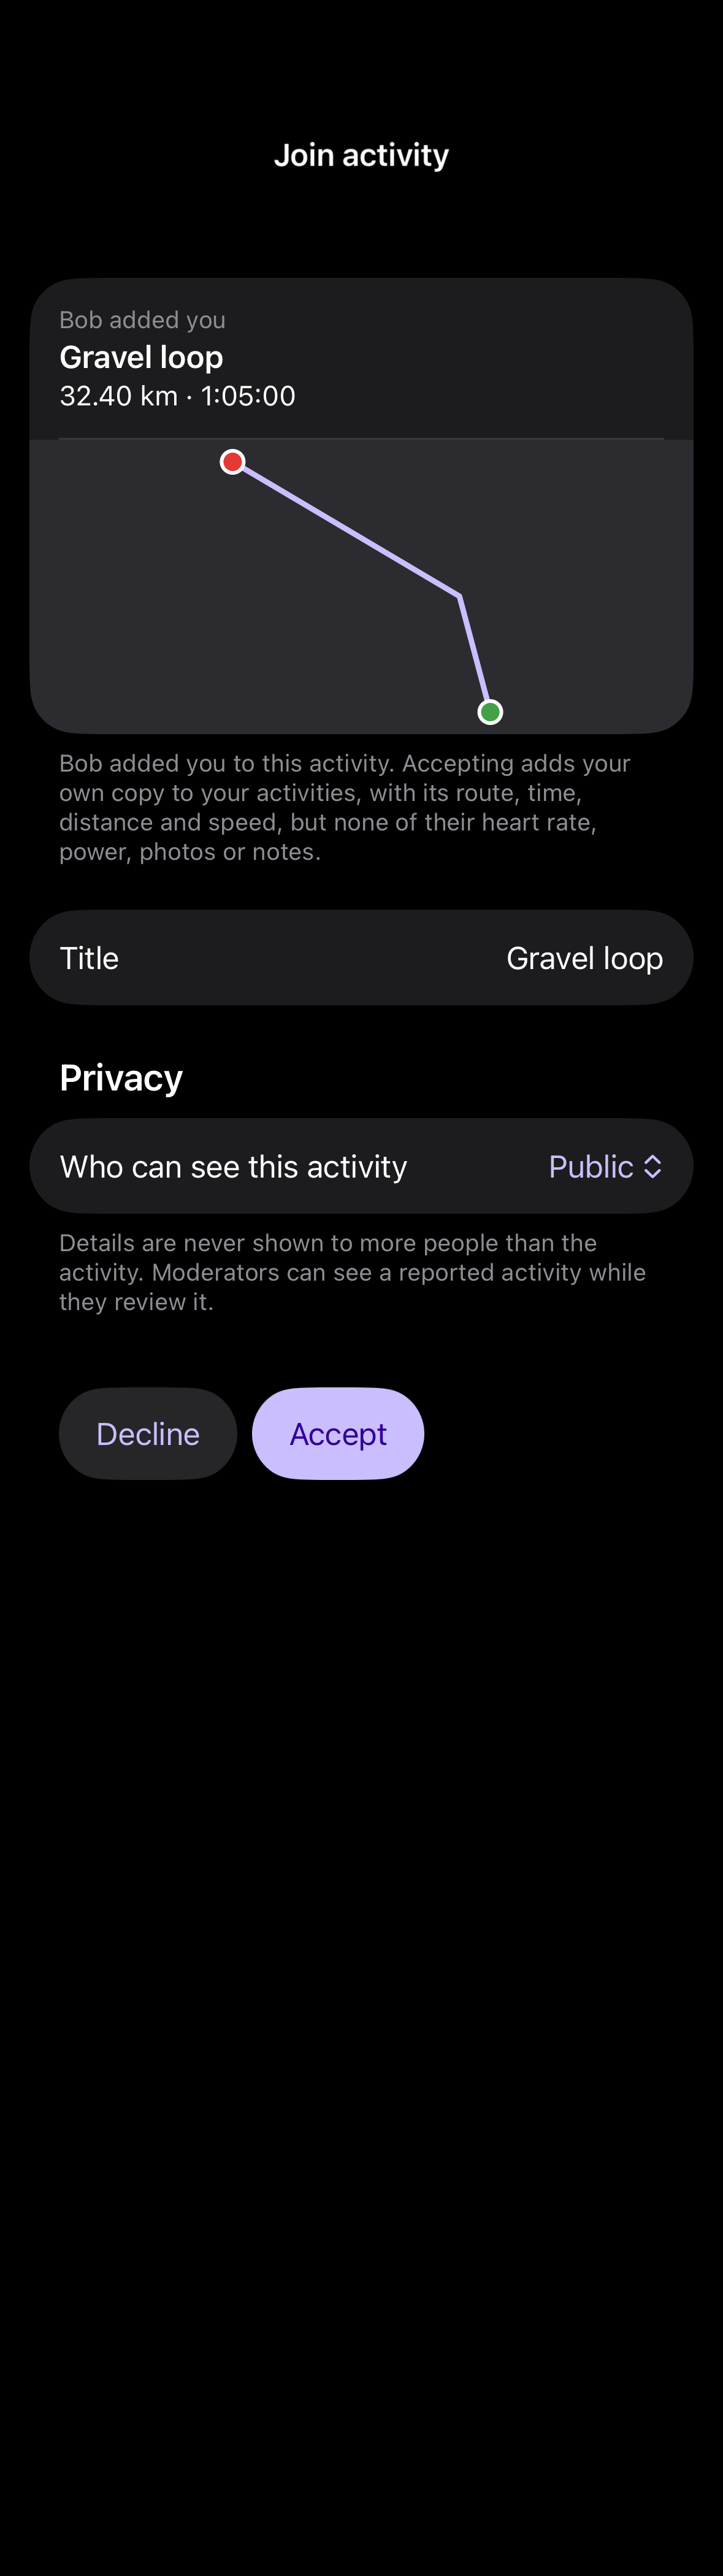 Join activity
Bob added you
Gravel loop
32.40 km · 1:05:00
Bob added you to this activity. Accepting adds your
own copy to your activities, with its route, time,
distance and speed, but none of their heart rate,
power, photos or notes.
Title Gravel loop
Privacy
Who can see this activity Public
Details are never shown to more people than the
activity. Moderators can see a reported activity while
they review it.
Decline Accept